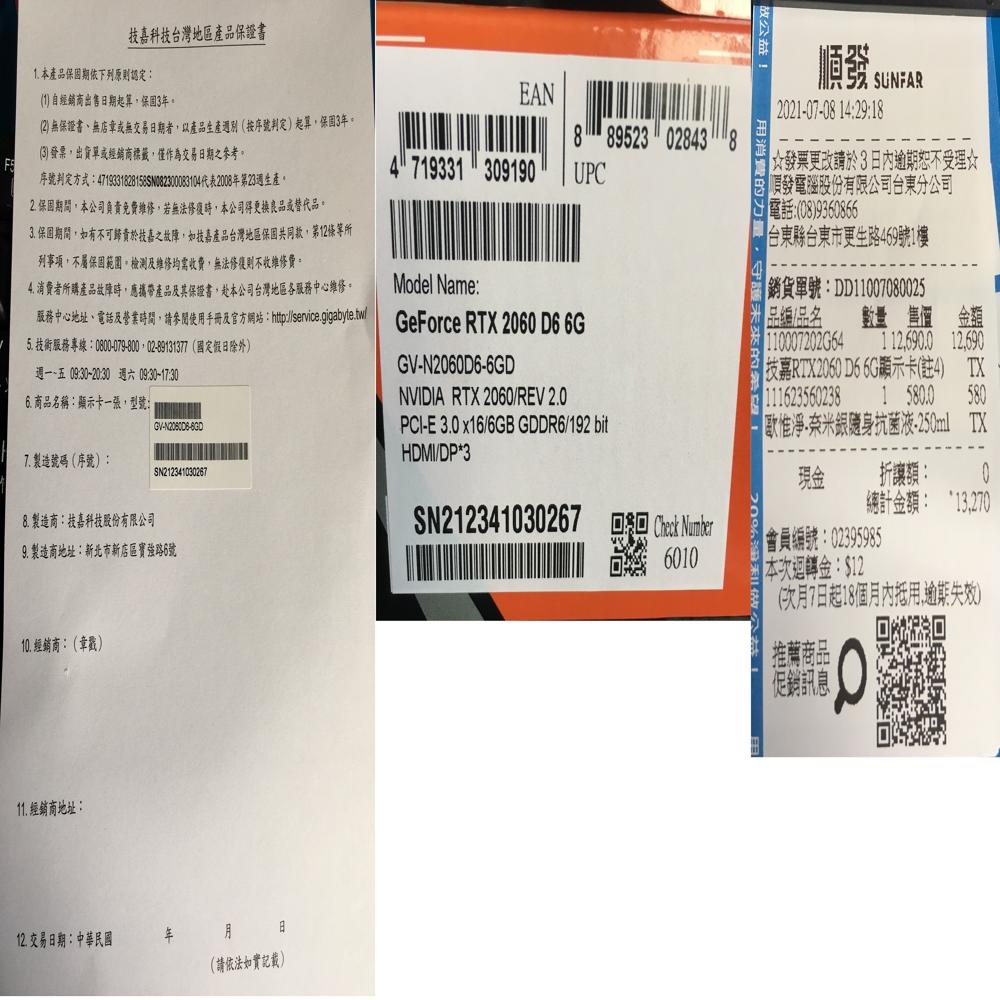 技嘉科技台灣地區產品保證書
1. 本產品保固期依下列原則認定：
(1) 自經銷商出售日期起算，保固3年。
(2) 無保證書、無店章或無交易日期者，以產品生產週別（按序號判定）起算，保固3年。
(3) 發票，出貨單或經銷商標籤，僅作為交易日期之參考。
序號判定方式：4719331828158SN082300083104代表2008年第23週生產。
2. 保固期間，本公司負責免費維修，若無法修復時，本公司得更換良品或替代品。
3. 保固期間，如有不可歸責於技嘉之故障，如技嘉產品台灣地區保固共同款，第12條等所
列事項，不屬保固範圍。檢測及維修均需收費，無法修復則不收維修費。
4. 消費者所購產品故障時，應攜帶產品及其保證書，赴本公司台灣地區各服務中心維修。
服務中心地址、電話及營業時間，請參閱使用手冊及官方網站：http://service.gigabyte.tw/
5. 技術服務專線：0800-079-800，02-89131377（國定假日除外）
週一~五 09:30~20:30 週六 09:30~17:30
6. 商品名稱：顯示卡一張，型號：
GV-N2060D6-6GD
7. 製造號碼（序號）：
SN212341030267
8. 製造商：技嘉科技股份有限公司
9. 製造商地址：新北市新店區寶強路6號
10. 經銷商：（章戳）
11. 經銷商地址：
12. 交易日期：中華民國 年 月 日
（請依法如實記載）
F5
EAN
4 719331 309190
8 89523 02843 8
UPC
Model Name:
GeForce RTX 2060 D6 6G
GV-N2060D6-6GD
NVIDIA RTX 2060/REV 2.0
PCI-E 3.0 x16/6GB GDDR6/192 bit
HDMI/DP*3
SN212341030267
Check Number
6010
順發 SUNFAR
2021-07-08 14:29:18
☆發票更改請於3日內逾期恕不受理☆
順發電腦股份有限公司台東分公司
電話:(08)9360866
台東縣台東市更生路469號1樓
銷貨單號：DD11007080025
品編/品名 數量 售價 金額
110007202G64 1 12,690.0 12,690
技嘉RTX2060 D6 6G顯示卡(註4) TX
111623560238 1 580.0 580
歐惟淨-奈米銀隨身抗菌液-250ml TX
現金 折讓額： 0
總計金額： *13,270
會員編號：02395985
本次迴轉金：$12
(次月7日起18個月內抵用,逾期失效)
推薦商品
促銷訊息
做公益！
用消費的力量，守護未來的希望！
20%獲利做公益！
用